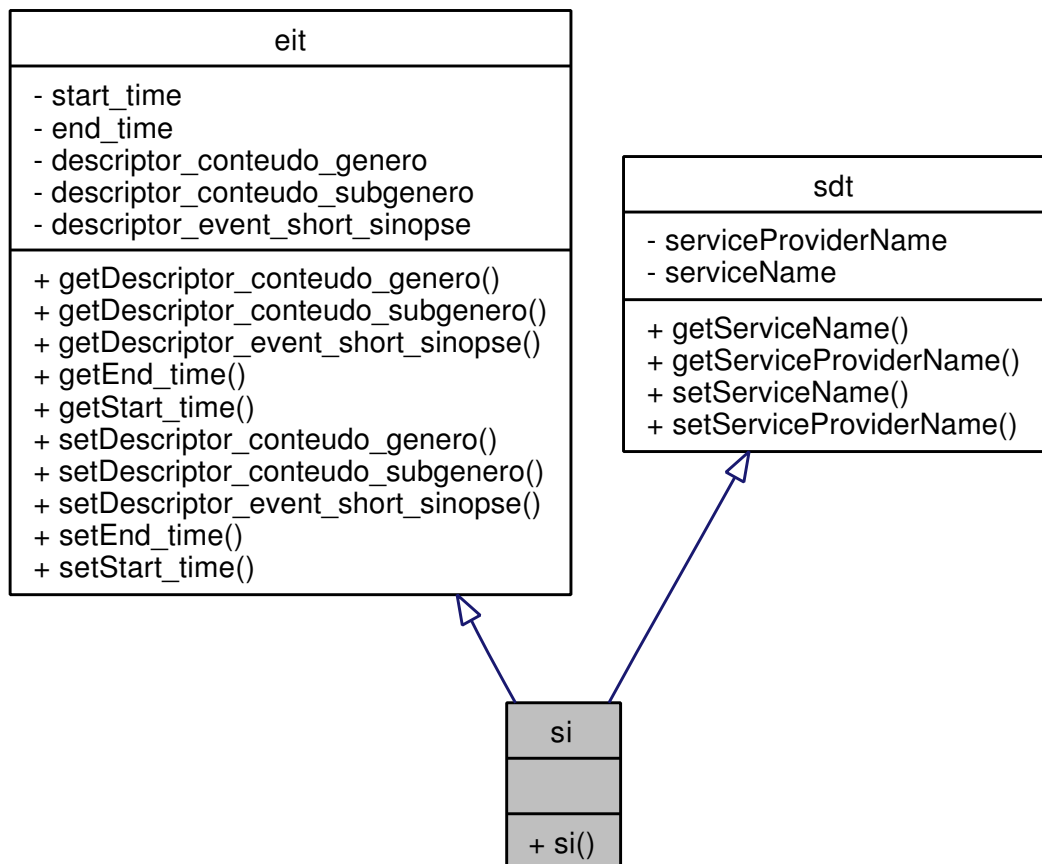 eit
- start_time
- end_time
- descriptor_conteudo_genero
- descriptor_conteudo_subgenero
- descriptor_event_short_sinopse
+ getDescriptor_conteudo_genero()
+ getDescriptor_conteudo_subgenero()
+ getDescriptor_event_short_sinopse()
+ getEnd_time()
+ getStart_time()
+ setDescriptor_conteudo_genero()
+ setDescriptor_conteudo_subgenero()
+ setDescriptor_event_short_sinopse()
+ setEnd_time()
+ setStart_time()
sdt
- serviceProviderName
- serviceName
+ getServiceName()
+ getServiceProviderName()
+ setServiceName()
+ setServiceProviderName()
si
+ si()